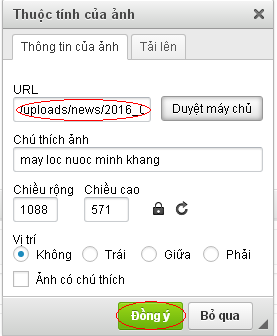 Thuộc tính của ảnh
Thông tin của ảnh Tải lên
URL
/uploads/news/2016_
Duyệt máy chủ
Chú thích ảnh
may loc nuoc minh khang
Chiều rộng Chiều cao
1088 571
Vị trí
Không Trái Giữa Phải
Ảnh có chú thích
Đồng ý Bỏ qua